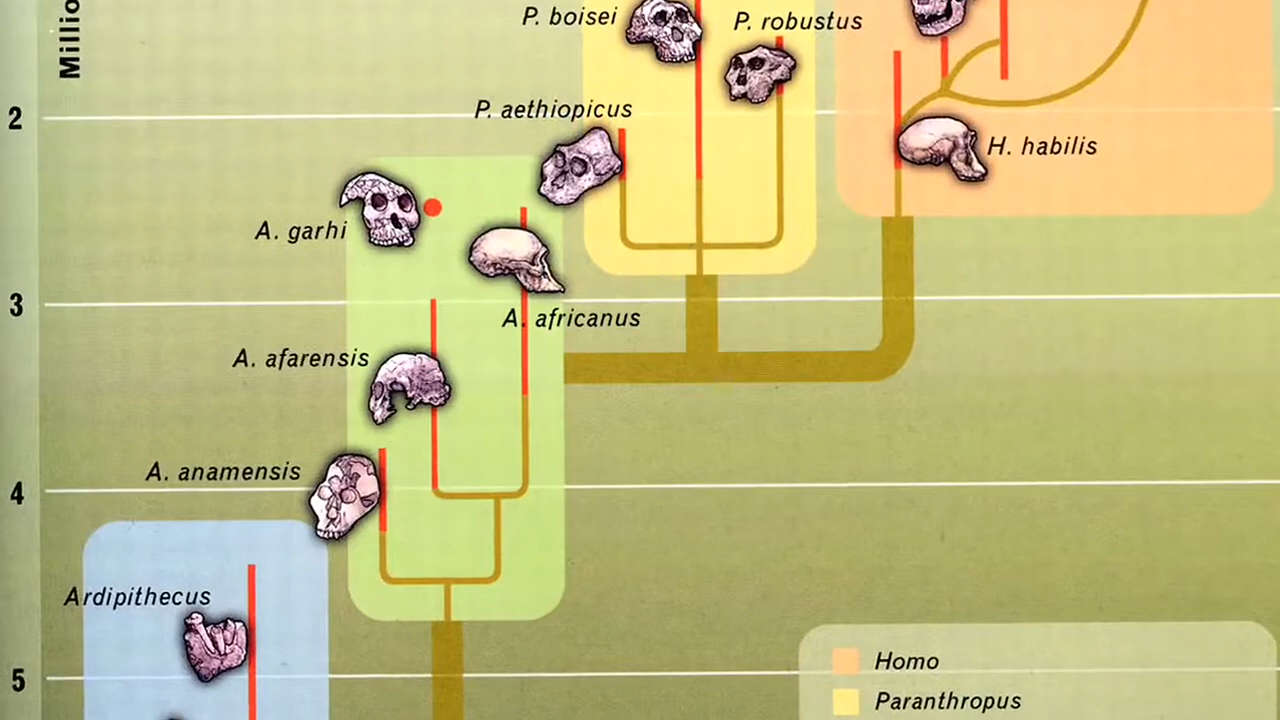 Millio
P. boisei
P. robustus
2
P. aethiopicus
H. habilis
A. garhi
3
A. africanus
A. afarensis
A. anamensis
4
Ardipithecus
5
Homo
Paranthropus